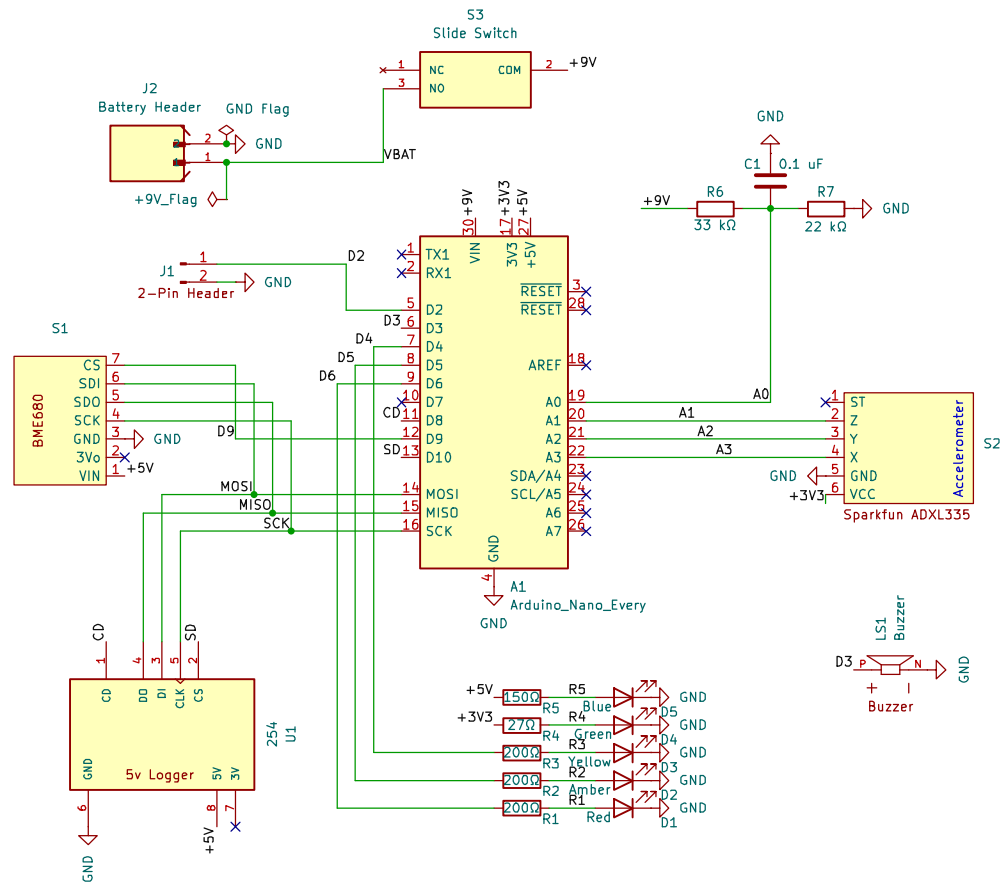 S3
Slide Switch
1 NC COM 2 +9V
3 NO
J2
Battery Header
GND Flag
2 GND
1
VBAT
+9V_Flag
GND
C1 0.1 uF
+9V R6 R7 GND
33 kΩ 22 kΩ
+9V +3V3 +5V
30 17 27
VIN 3V3 +5V
J1
1 D2
2 GND
2-Pin Header
1 TX1
2 RX1
5 D2
D3 6 D3
D4 7 D4
D5 8 D5
D6 9 D6
10 D7
CD 11 D8
D9 12 D9
SD 13 D10
MOSI 14 MOSI
MISO 15 MISO
SCK 16 SCK
RESET 3
RESET 28
AREF 18
A0 19 A0
A1 20 A1
A2 21 A2
A3 22 A3
SDA/A4 23
SCL/A5 24
A6 25
A7 26
GND
4
A1
Arduino_Nano_Every
GND
S1
BME680
CS 7
SDI 6
SDO 5
SCK 4
GND 3 GND
3Vo 2
VIN 1 +5V
1 ST
2 Z
3 Y
4 X
GND 5 GND
+3V3 6 VCC
Accelerometer
S2
Sparkfun ADXL335
CD SD
1 4 3 5 2
CD DO DI CLK CS
5v Logger
254
U1
GND 5V 3V
6 8 7
GND +5V
LS1
Buzzer
D3 P N GND
+ −
Buzzer
+5V 150Ω R5 GND
R5 Blue D5
+3V3 27Ω R4 GND
R4 Green D4
200Ω R3 GND
R3 Yellow D3
200Ω R2 GND
R2 Amber D2
200Ω R1 GND
R1 Red D1